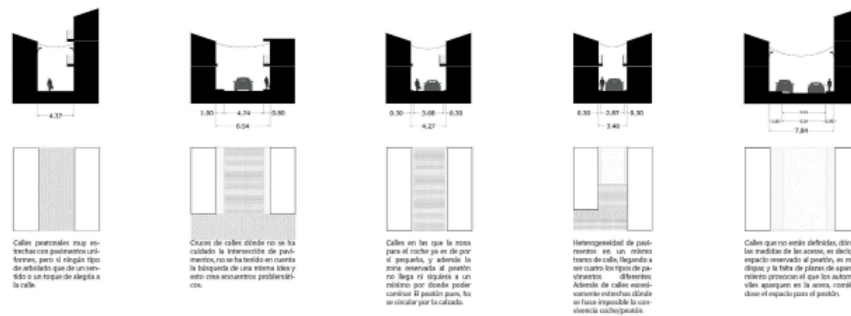 4.37
1.00 4.74 0.80
6.54
0.30 3.68 0.30
4.27
0.30 2.87 0.30
3.46
7.84
Calles peatonales muy es-
trechas con pavimentos uni-
formes, pero si ningún tipo
de arbolado que de un sen-
tido o un toque de alegría a
la calle.
Cruces de calles dónde no se ha
cuidado la intersección de pavi-
mentos, no se ha tenido en cuenta
la búsqueda de una misma idea y
esto crea encuentros problemáti-
cos.
Calles en las que la zona
para el coche ya es de por
si pequeña, y además la
zona reservada al peatón
no llega ni siquiera a un
mínimo por donde poder
caminar. El peatón pues, ha
se circular por la calzada.
Heterogeneidad de pavi-
mentos en un mismo
tramo de calle, llegando a
ser cuatro los tipos de pa-
vimentos diferentes.
Además de calles excesi-
vamente estrechas dónde
se hace imposible la con-
vivencia coche/peatón.
Calles que no están definidas, dón
las medidas de las aceras, es decir,
espacio reservado al peatón, es m
dispar, y la falta de plazas de apar
miento provocan el que los autom
viles aparquen en la acera, comié
dose el espacio para el peatón.